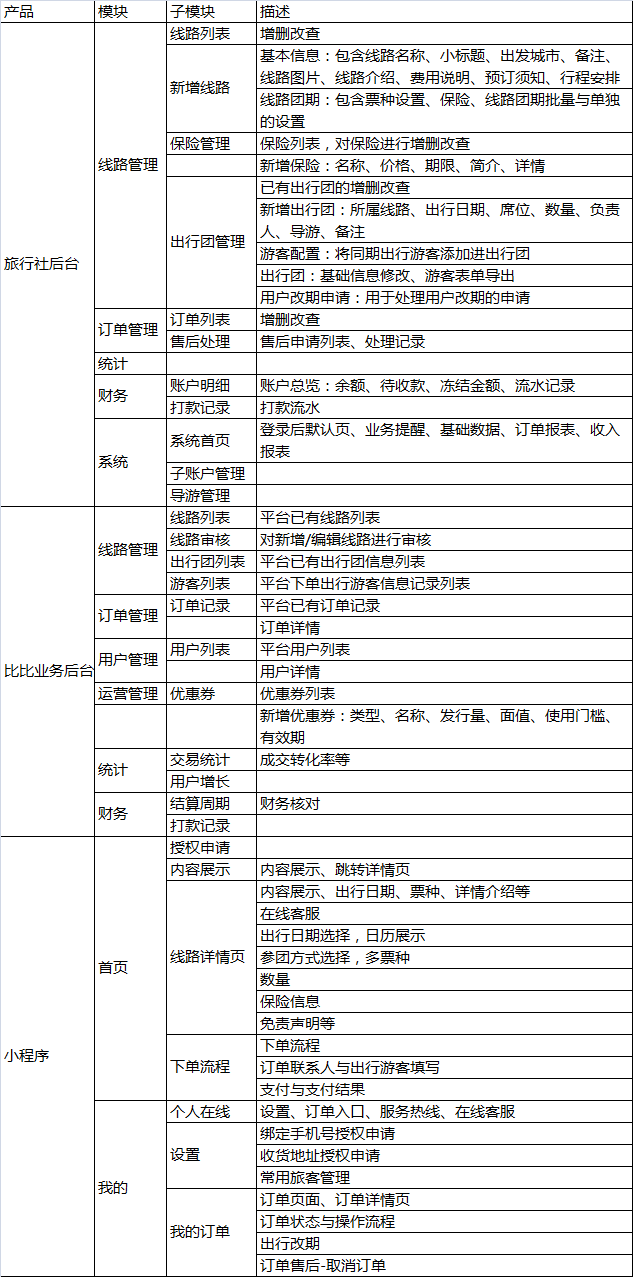 产品 模块 子模块 描述
线路列表 增删改查
基本信息：包含线路名称、小标题、出发城市、备注、
线路图片、线路介绍、费用说明、预订须知、行程安排
新增线路
线路团期：包含票种设置、保险、线路团期批量与单独
的设置
保险管理 保险列表，对保险进行增删改查
线路管理
新增保险：名称、价格、期限、简介、详情
已有出行团的增删改查
新增出行团：所属线路、出行日期、席位、数量、负责
人、导游、备注
出行团管理
游客配置：将同期出行游客添加进出行团
旅行社后台
出行团：基础信息修改、游客表单导出
用户改期申请：用于处理用户改期的申请
订单管理
订单列表 增删改查
售后处理 售后申请列表、处理记录
统计
财务
账户明细 账户总览：余额、待收款、冻结金额、流水记录
打款记录 打款流水
系统
系统首页
登录后默认页、业务提醒、基础数据、订单报表、收入
报表
子账户管理
导游管理
线路管理
线路列表 平台已有线路列表
线路审核 对新增/编辑线路进行审核
出行团列表 平台已有出行团信息列表
游客列表 平台下单出行游客信息记录列表
订单管理
订单记录 平台已有订单记录
订单详情
用户管理
用户列表 平台用户列表
比比业务后台
用户详情
运营管理 优惠券 优惠券列表
新增优惠券：类型、名称、发行量、面值、使用门槛、
有效期
统计
交易统计 成交转化率等
用户增长
财务
结算周期 财务核对
打款记录
授权申请
内容展示 内容展示、跳转详情页
内容展示、出行日期、票种、详情介绍等
在线客服
出行日期选择，日历展示
线路详情页
参团方式选择，多票种
首页
数量
保险信息
免责声明等
小程序
下单流程
下单流程
订单联系人与出行游客填写
支付与支付结果
个人在线 设置、订单入口、服务热线、在线客服
绑定手机号授权申请
设置
收货地址授权申请
常用旅客管理
我的
订单页面、订单详情页
订单状态与操作流程
我的订单
出行改期
订单售后-取消订单